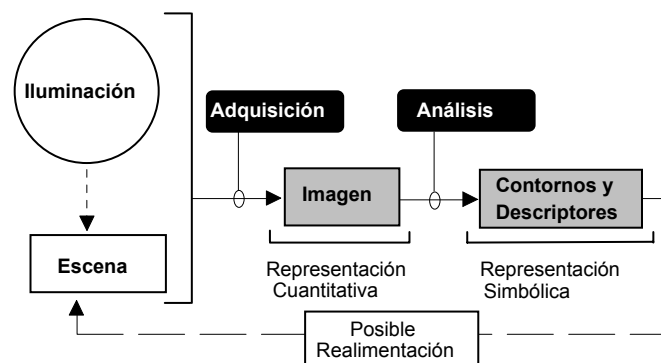 Iluminación
Adquisición
Análisis
Imagen
Contornos y
Descriptores
Escena
Representación
Cuantitativa
Representación
Simbólica
Posible
Realimentación